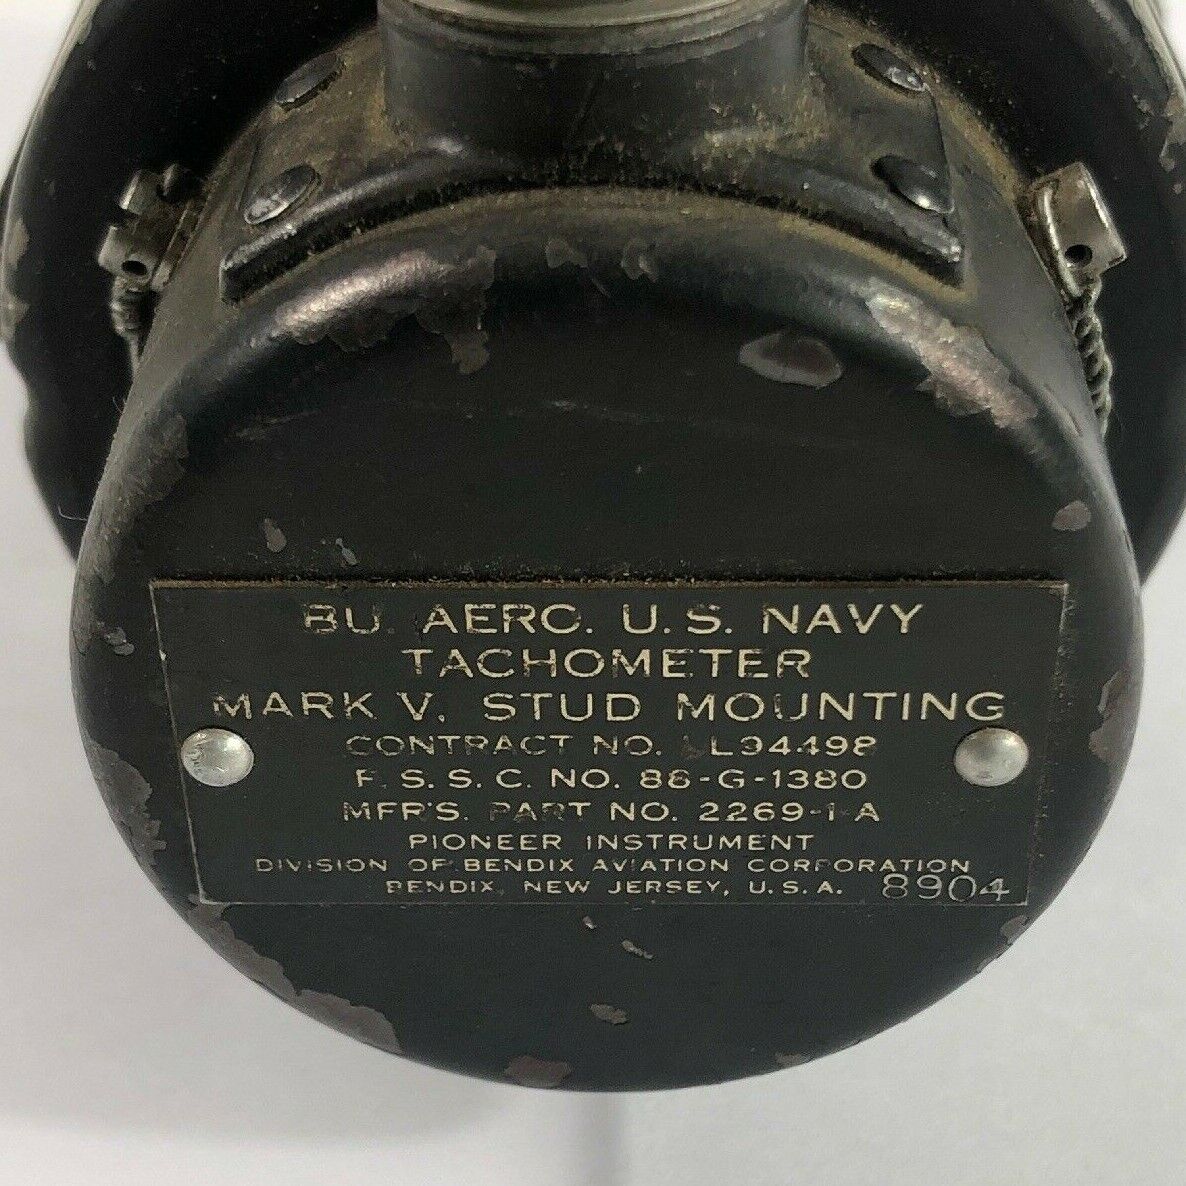 BU. AERO. U.S. NAVY
TACHOMETER
MARK V. STUD MOUNTING
CONTRACT NO. LL94498
F.S.S.C. NO. 88-G-1380
MFR'S. PART NO. 2269-1-A
PIONEER INSTRUMENT
DIVISION OF BENDIX AVIATION CORPORATION
BENDIX, NEW JERSEY, U.S.A. 8904